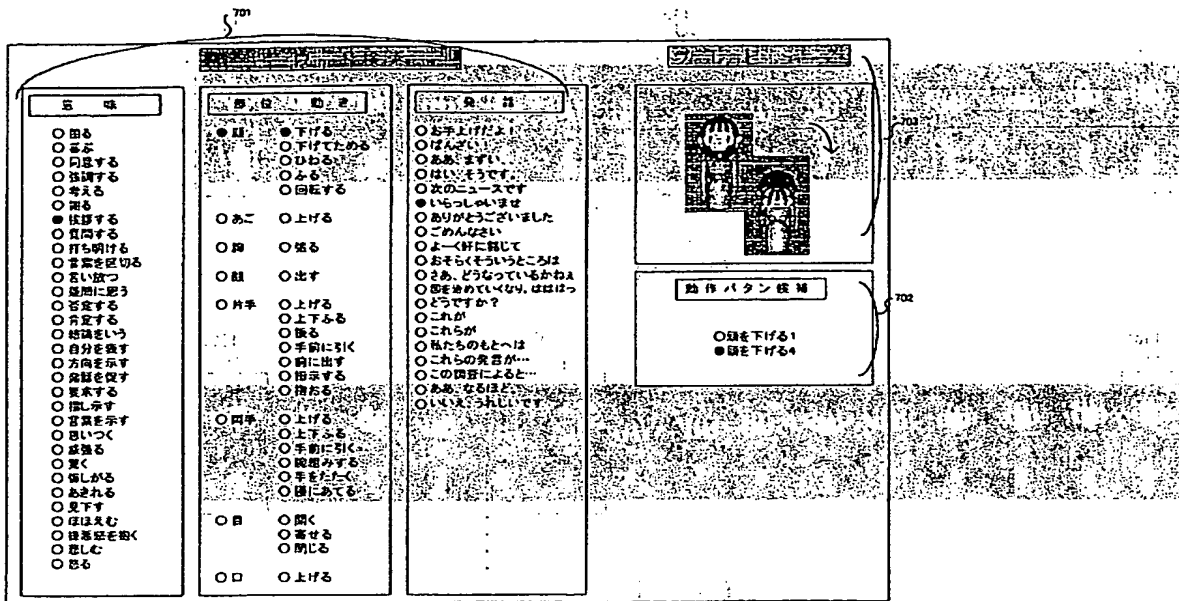 701
プレビュー
意味
○困る
○喜ぶ
○同意する
○強調する
○考える
○謝る
●挨拶する
○質問する
○打ち明ける
○言葉を区切る
○言い放つ
○疑問に思う
○否定する
○肯定する
○結論をいう
○自分を表す
○方向を示す
○発話を促す
○要求する
○指し示す
○言葉を示す
○思いつく
○威張る
○驚く
○あきれる
○見下す
○ほほえむ
○嫌悪感を抱く
○悲しむ
○怒る
部位・動き
●頭 ●下げる
○下げてためる
○ひねる
○ふる
○回転する
○あご ○上げる
○胸 ○張る
○顔 ○出す
○片手 ○上げる
○上下ふる
○振る
○手前に引く
○前に出す
○指示する
○指おる
○両手 ○上げる
○上下ふる
○手前に引く
○腕組みする
○手をたたく
○腰にあてる
○目 ○開く
○寄せる
○閉じる
○口 ○上げる
発話
○お手上げだよ！
○ばんざい！
○ああ、まずい。
○はい、そうです。
○次のニュースです
●いらっしゃいませ
○ありがとうございました
○ごめんなさい
○よーく肝に銘じて
○おそらくそういうところは
○さあ、どうなっているかねぇ
○国を治めていくなり、はははっ
○どうですか？
○これが
○これらが
○私たちのもとへは
○これらの発言が…
○この調査によると…
○ああ、なるほど
○いいえ、うれしいです
703
動作パタン候補
702
○頭を下げる1
●頭を下げる4